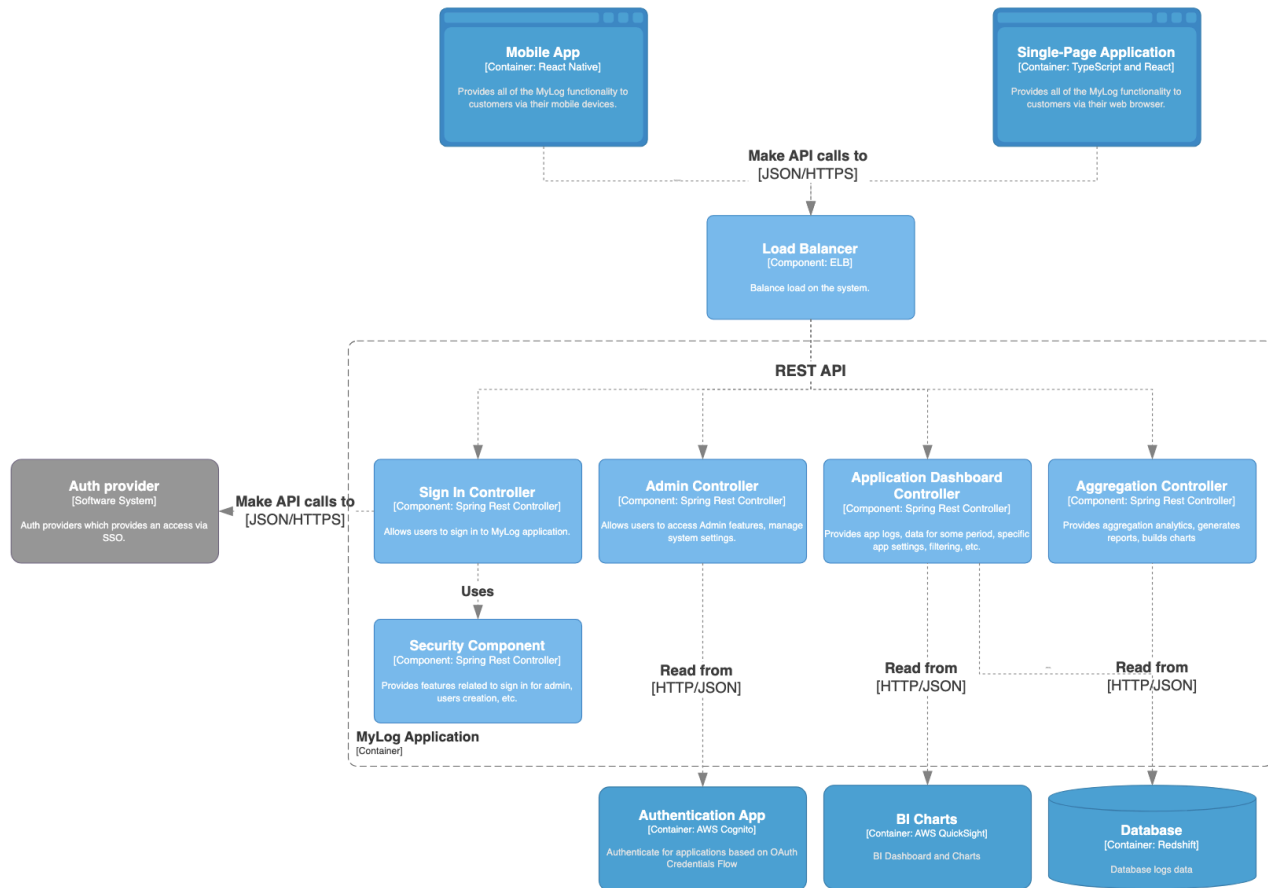 Mobile App
[Container: React Native]
Provides all of the MyLog functionality to
customers via their mobile devices.
Single-Page Application
[Container: TypeScript and React]
Provides all of the MyLog functionality to
customers via their web browser.
Make API calls to
[JSON/HTTPS]
...
Load Balancer
[Component: ELB]
Balance load on the system.
REST API
Auth provider
[Software System]
Auth providers which provides an access via
SSO.
Make API calls to
[JSON/HTTPS]
Sign In Controller
[Component: Spring Rest Controller]
Allows users to sign in to MyLog application.
Admin Controller
[Component: Spring Rest Controller]
Allows users to access Admin features, manage
system settings.
Application Dashboard
Controller
[Component: Spring Rest Controller]
Provides app logs, data for some period, specific
app settings, filtering, etc.
Aggregation Controller
[Component: Spring Rest Controller]
Provides aggregation analytics, generates
reports, builds charts
Uses
Security Component
[Component: Spring Rest Controller]
Provides features related to sign in for admin,
users creation, etc.
Read from
[HTTP/JSON]
Read from
[HTTP/JSON]
...
Read from
[HTTP/JSON]
MyLog Application
[Container]
Authentication App
[Container: AWS Cognito]
Authenticate for applications based on OAuth
Credentials Flow
BI Charts
[Container: AWS QuickSight]
BI Dashboard and Charts
Database
[Container: Redshift]
Database logs data